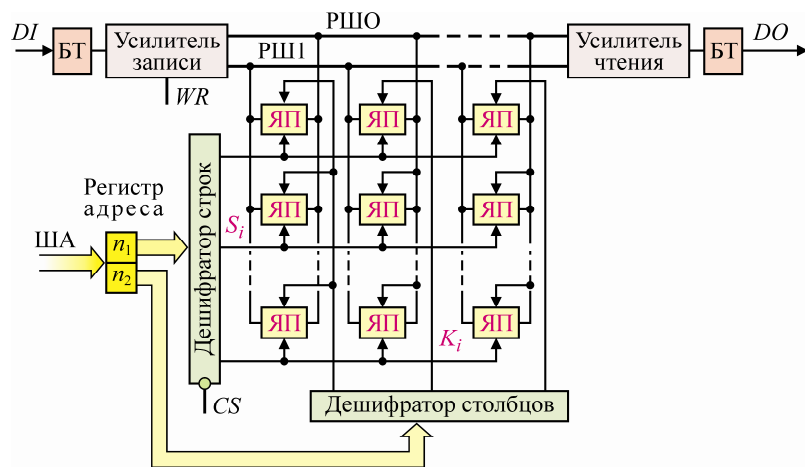 DI
БТ
Усилитель
записи
WR
РШО
РШ1
Усилитель
чтения
БТ
DO
ЯП ЯП ЯП
Регистр
адреса
ША
n1
n2
Дешифратор строк
CS
Si
ЯП ЯП ЯП
ЯП ЯП ЯП
Ki
Дешифратор столбцов